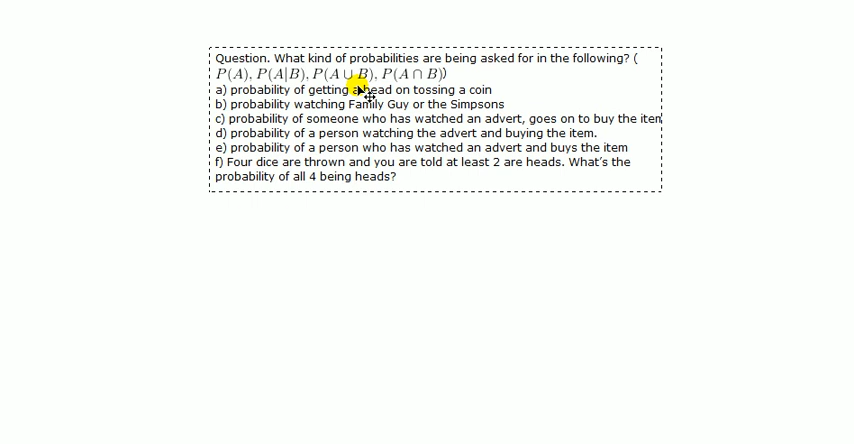 Question. What kind of probabilities are being asked for in the following? (
P(A), P(A|B), P(A ∪ B), P(A ∩ B))
a) probability of getting a head on tossing a coin
b) probability watching Family Guy or the Simpsons
c) probability of someone who has watched an advert, goes on to buy the item
d) probability of a person watching the advert and buying the item.
e) probability of a person who has watched an advert and buys the item
f) Four dice are thrown and you are told at least 2 are heads. What's the
probability of all 4 being heads?